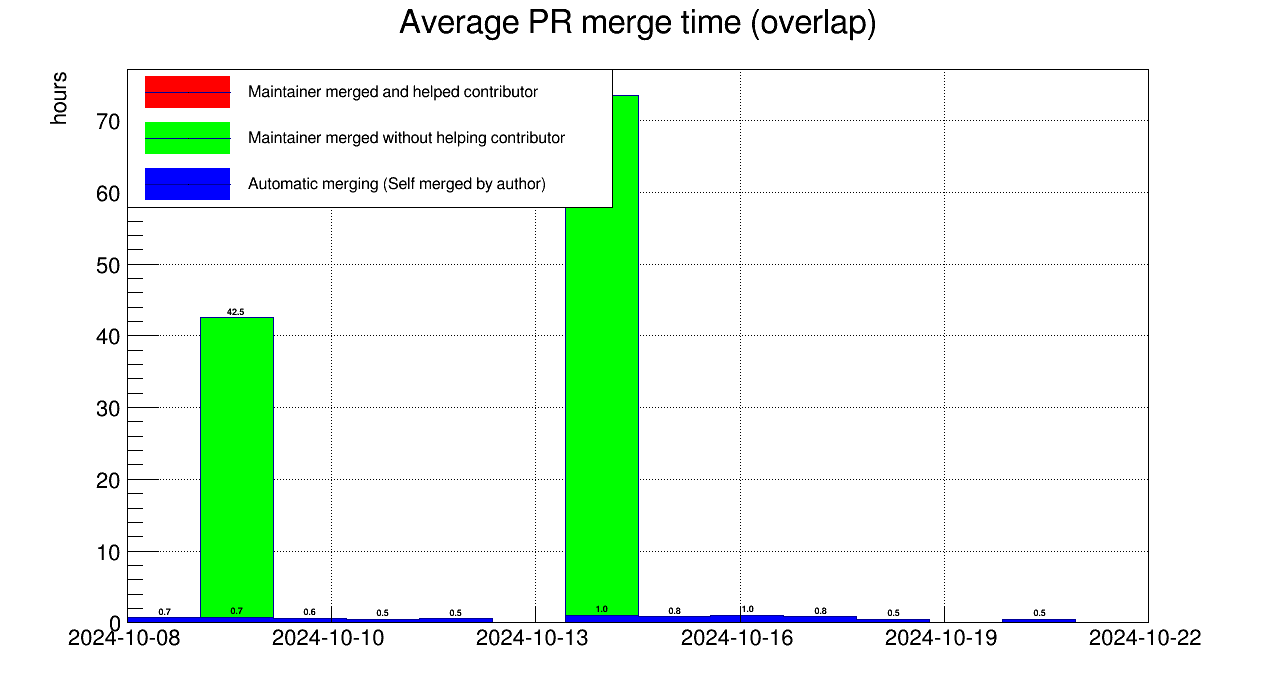 Average PR merge time (overlap)
hours
Maintainer merged and helped contributor
Maintainer merged without helping contributor
Automatic merging (Self merged by author)
70
60
50
40
30
20
10
0
42.5
0.7 0.7 0.6 0.5 0.5 1.0 0.8 1.0 0.8 0.5 0.5
2024-10-08 2024-10-10 2024-10-13 2024-10-16 2024-10-19 2024-10-22